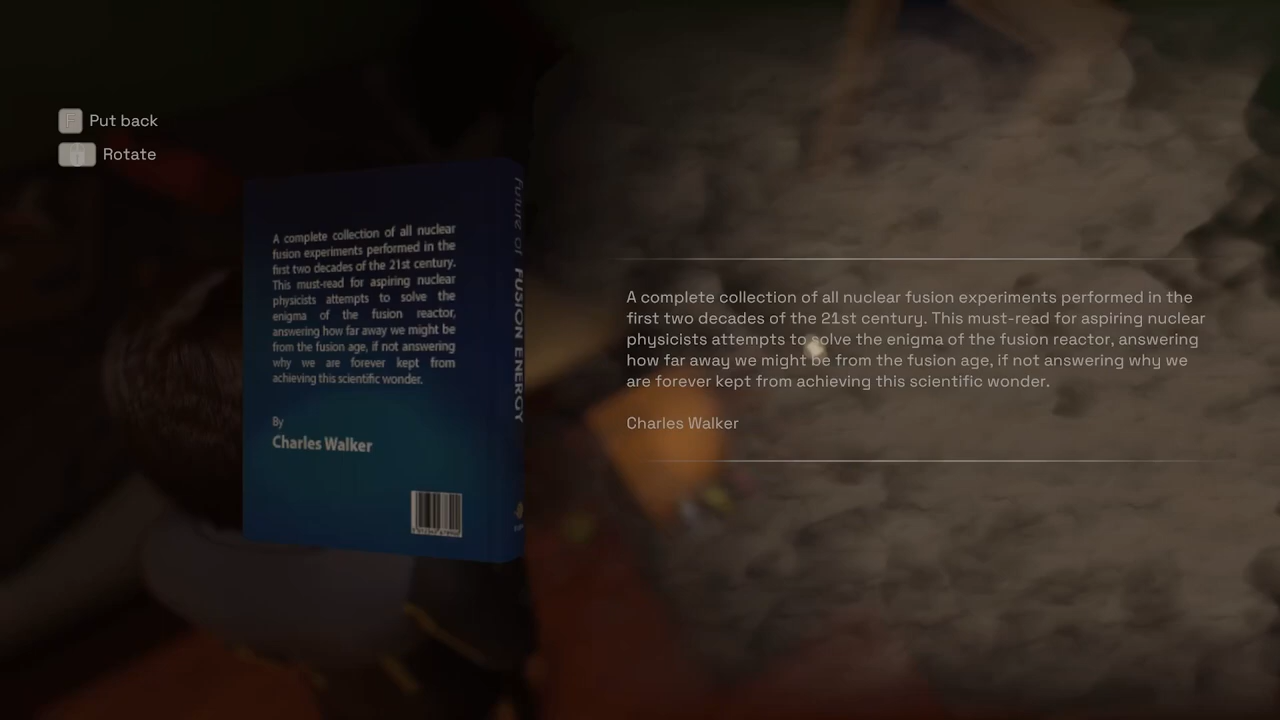 Put back
Rotate
A complete collection of all nuclear
fusion experiments performed in the
first two decades of the 21st century.
This must-read for aspiring nuclear
physicists attempts to solve the
enigma of the fusion reactor,
answering how far away we might be
from the fusion age, if not answering
why we are forever kept from
achieving this scientific wonder.
By
Charles Walker
Future of FUSION ENERGY
A complete collection of all nuclear fusion experiments performed in the
first two decades of the 21st century. This must-read for aspiring nuclear
physicists attempts to solve the enigma of the fusion reactor, answering
how far away we might be from the fusion age, if not answering why we
are forever kept from achieving this scientific wonder.
Charles Walker